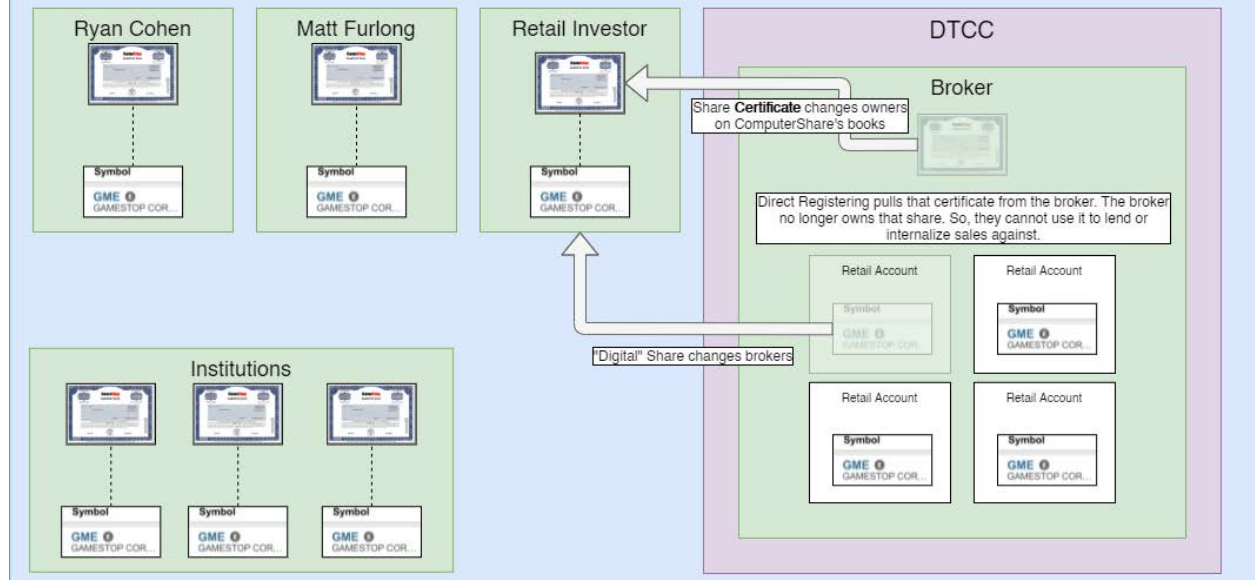 Ryan Cohen
Matt Furlong
Retail Investor
DTCC
Broker
Share Certificate changes owners
on ComputerShare's books
Symbol
GME
GAMESTOP COR...
Symbol
GME
GAMESTOP COR...
Symbol
GME
GAMESTOP COR...
Direct Registering pulls that certificate from the broker. The broker
no longer owns that share. So, they cannot use it to lend or
internalize sales against.
Retail Account
Symbol
GME
GAMESTOP COR...
Retail Account
Symbol
GME
GAMESTOP COR...
"Digital" Share changes brokers
Institutions
Retail Account
Symbol
GME
GAMESTOP COR...
Retail Account
Symbol
GME
GAMESTOP COR...
Symbol
GME
GAMESTOP COR...
Symbol
GME
GAMESTOP COR...
Symbol
GME
GAMESTOP COR...